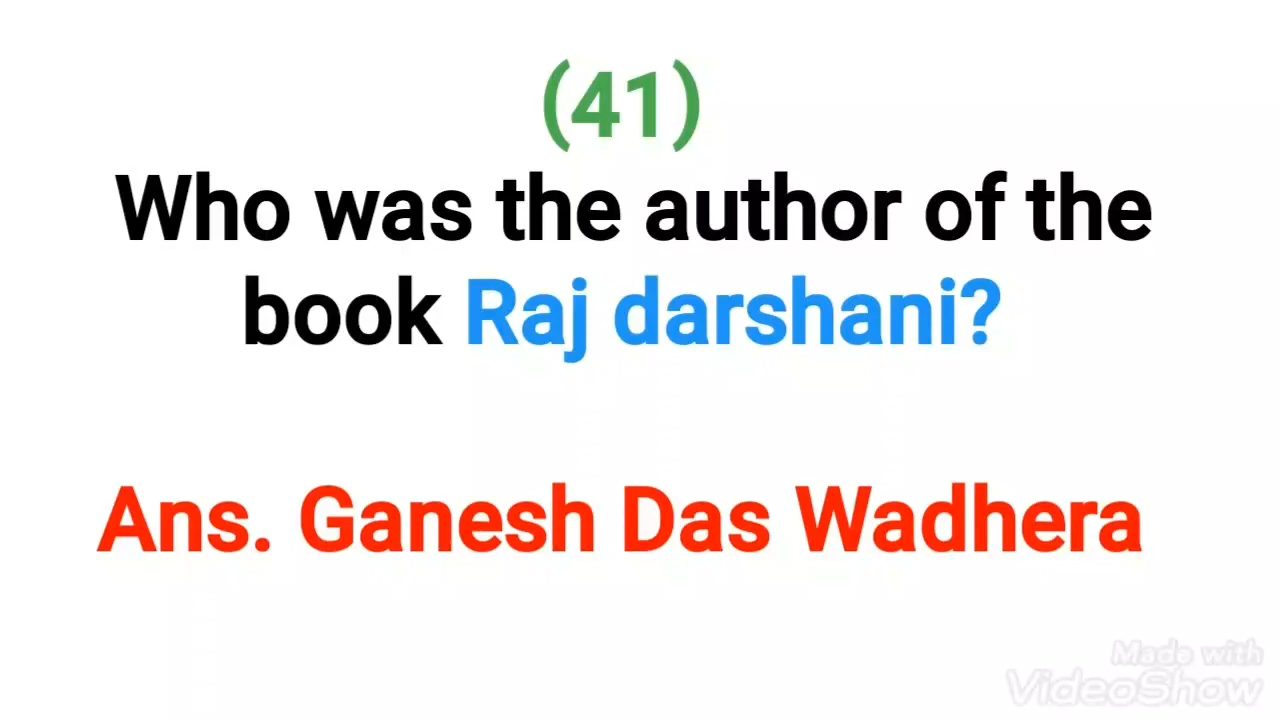 (41)
Who was the author of the
book Raj darshani?
Ans. Ganesh Das Wadhera
Made with
VideoShow